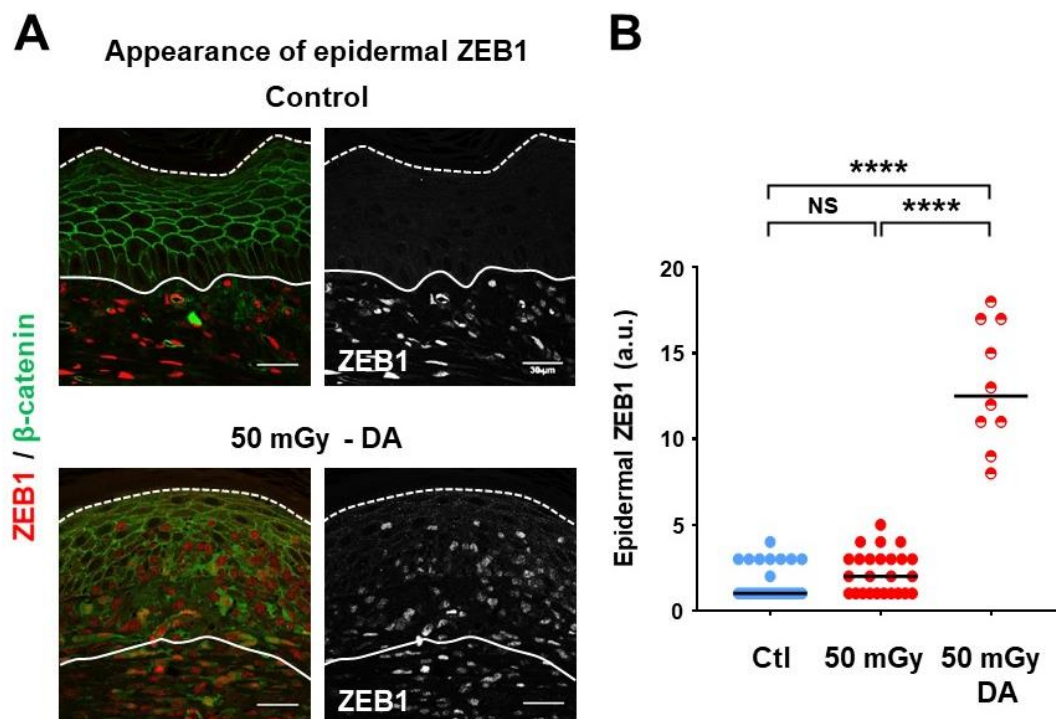 A
Appearance of epidermal ZEB1
Control
ZEB1
30µm
50 mGy - DA
ZEB1
ZEB1 / β-catenin
B
****
NS
****
20
15
10
5
0
Epidermal ZEB1 (a.u.)
Ctl
50 mGy
50 mGy
DA